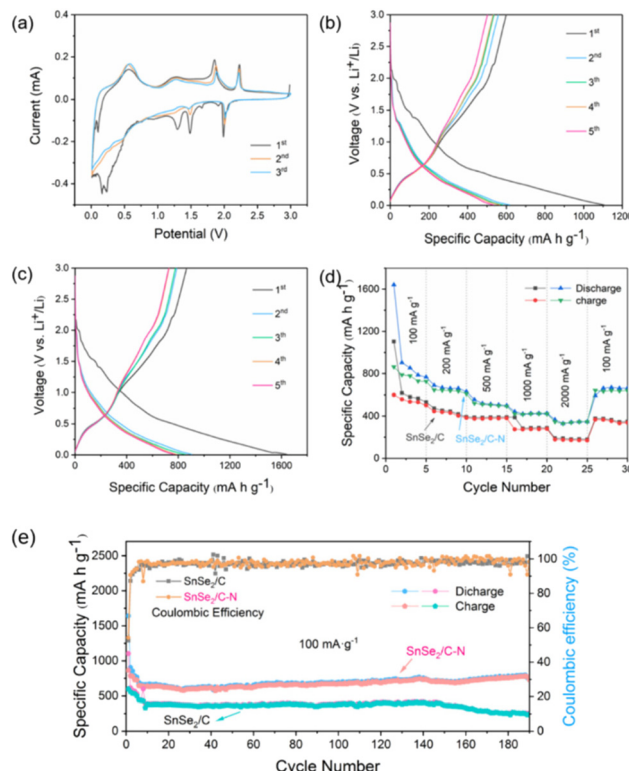 (a)
Current (mA)
0.4
0.2
0.0
-0.2
-0.4
1st
2nd
3rd
0.0 0.5 1.0 1.5 2.0 2.5 3.0
Potential (V)
(b)
Voltage (V vs. Li+/Li)
3.0
2.5
2.0
1.5
1.0
0.5
0.0
1st
2nd
3th
4th
5th
0 200 400 600 800 1000 1200
Specific Capacity (mA h g-1)
(c)
Voltage (V vs. Li+/Li)
3.0
2.5
2.0
1.5
1.0
0.5
0.0
1st
2nd
3th
4th
5th
0 400 800 1200 1600
Specific Capacity (mA h g-1)
(d)
Specific Capacity (mA h g-1)
1600
1200
800
400
0
Discharge
charge
100 mA g-1
200 mA g-1
500 mA g-1
1000 mA g-1
2000 mA g-1
100 mA g-1
SnSe2/C
SnSe2/C-N
0 5 10 15 20 25 30
Cycle Number
(e)
Specific Capacity (mA h g-1)
2500
2000
1500
1000
500
0
SnSe2/C
SnSe2/C-N
Coulombic Efficiency
Dicharge
Charge
100 mA·g-1
SnSe2/C-N
SnSe2/C
100
80
60
40
20
0
Coulombic efficiency (%)
0 20 40 60 80 100 120 140 160 180
Cycle Number